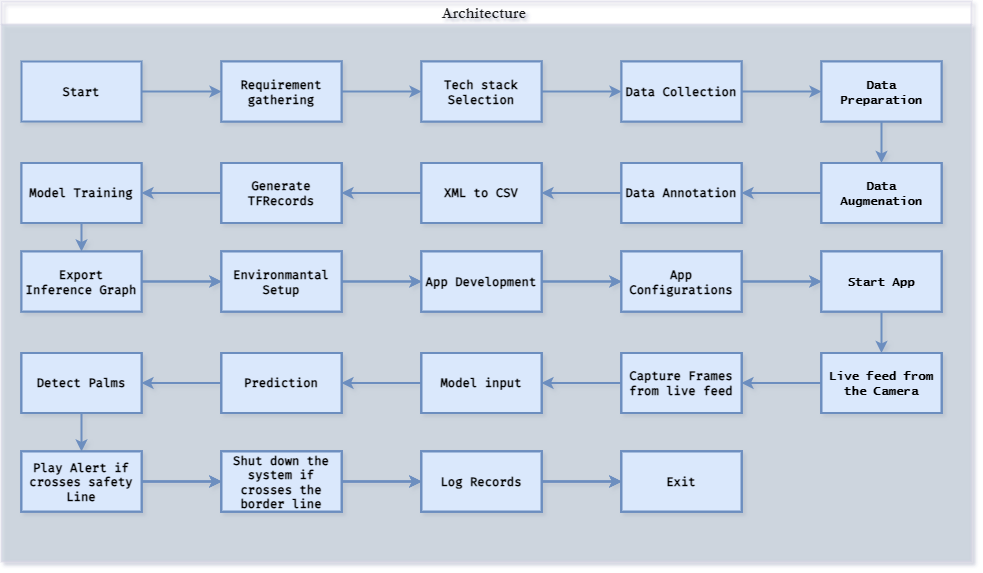 Architecture
Start
Requirement
gathering
Tech stack
Selection
Data Collection
Data
Preparation
Model Training
Generate
TFRecords
XML to CSV
Data Annotation
Data
Augmenation
Export
Inference Graph
Environmantal
Setup
App Development
App
Configurations
Start App
Detect Palms
Prediction
Model input
Capture Frames
from live feed
Live feed from
the Camera
Play Alert if
crosses safety
Line
Shut down the
system if
crosses the
border line
Log Records
Exit